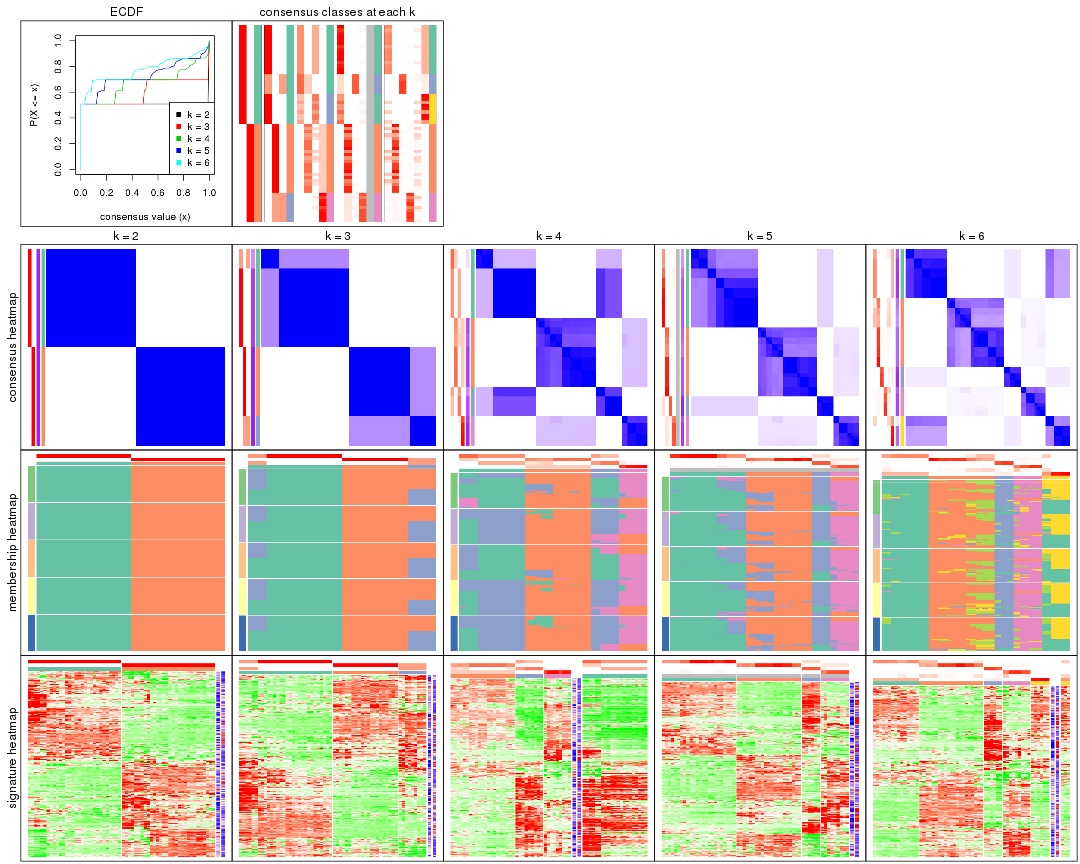 ECDF
consensus classes at each k
P(X <= x)
0.0 0.2 0.4 0.6 0.8 1.0
k = 2
k = 3
k = 4
k = 5
k = 6
0.0 0.2 0.4 0.6 0.8 1.0
consensus value (x)
k = 2
k = 3
k = 4
k = 5
k = 6
consensus heatmap
membership heatmap
signature heatmap